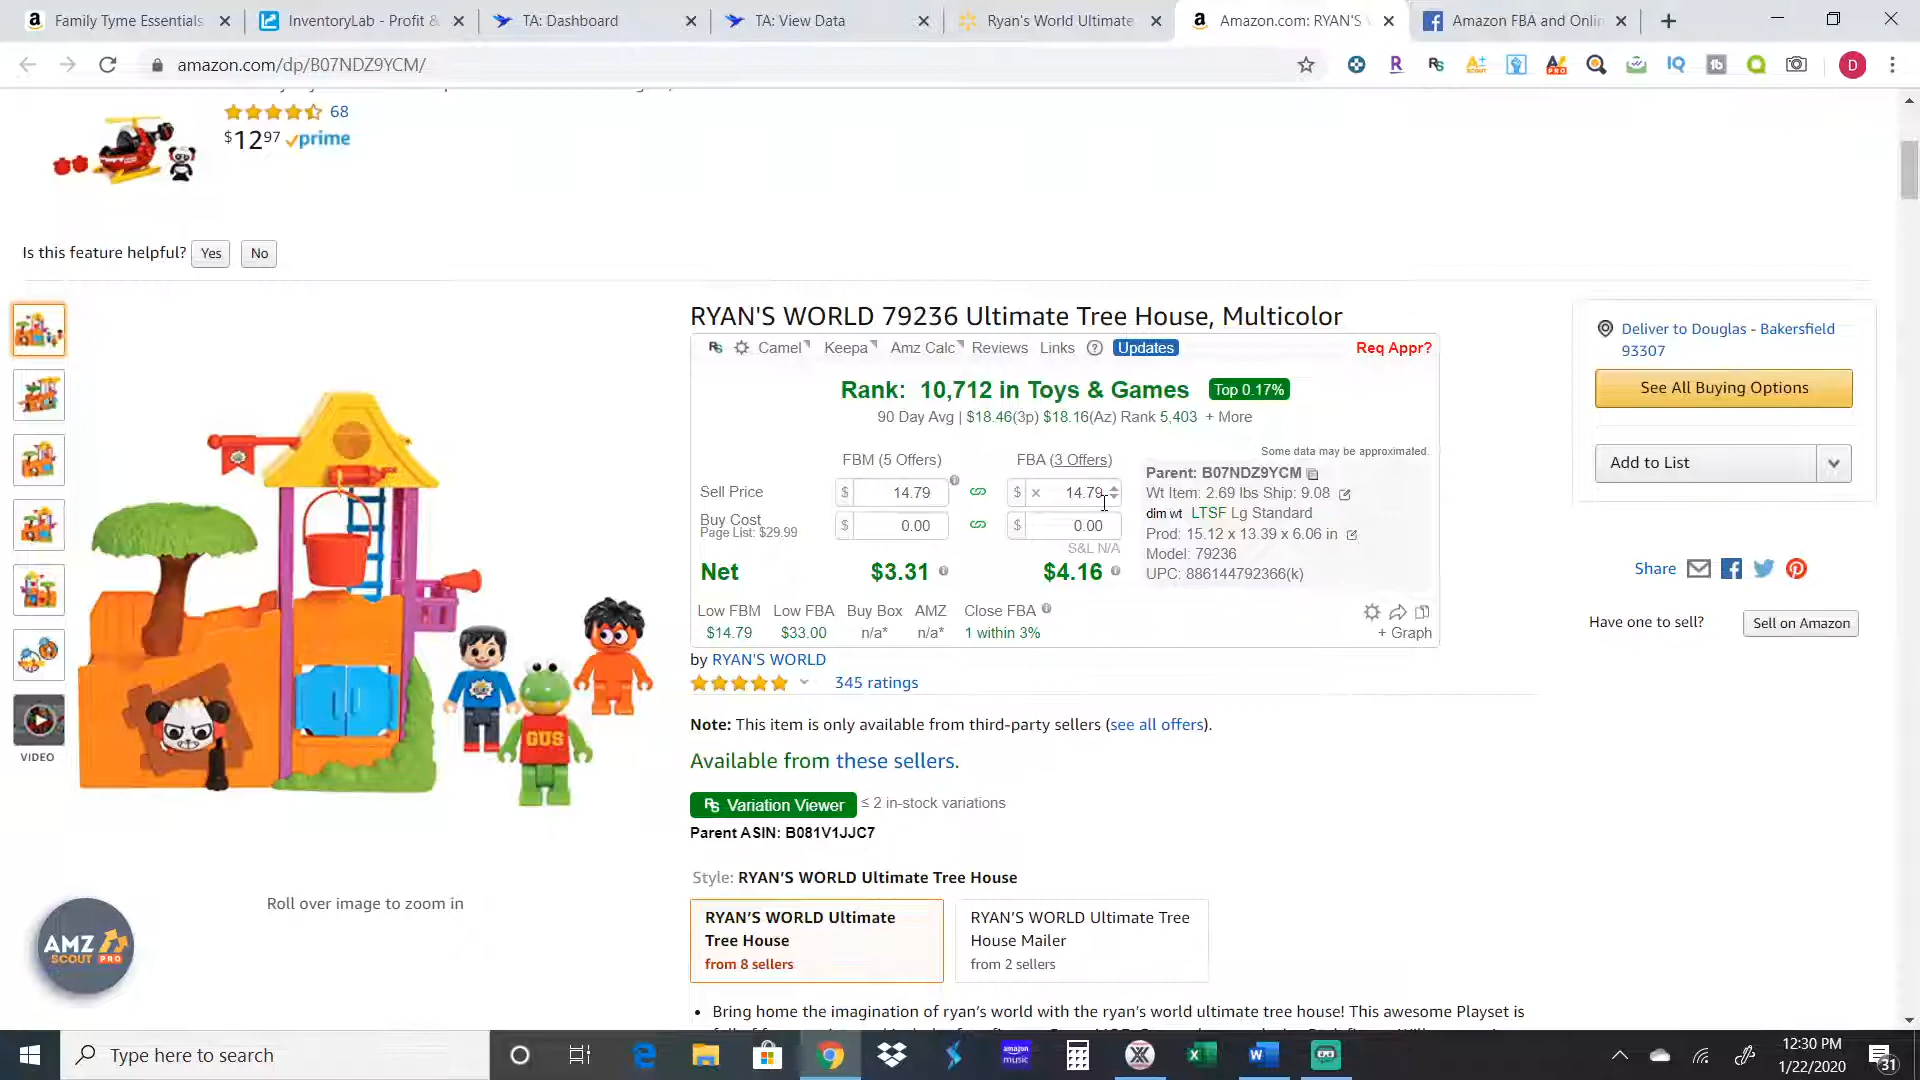 Family Tyme Essentials
InventoryLab - Profit &
TA: Dashboard
TA: View Data
Ryan's World Ultimate
Amazon.com: RYAN'S
Amazon FBA and Onlin
amazon.com/dp/B07NDZ9YCM/
68
$12 97 prime
Is this feature helpful? Yes No
RYAN'S WORLD 79236 Ultimate Tree House, Multicolor
Camel Keepa Amz Calc Reviews Links ? Updates Req Appr?
Rank: 10,712 in Toys & Games Top 0.17%
90 Day Avg | $18.46(3p) $18.16(Az) Rank 5,403 + More
Some data may be approximated.
FBM (5 Offers) FBA (3 Offers)
Sell Price $ 14.79 $ × 14.79
Buy Cost $ 0.00 $ 0.00
Page List: $29.99
S&L N/A
Net $3.31 $4.16
Parent: B07NDZ9YCM
Wt Item: 2.69 lbs Ship: 9.08
dim wt LTSF Lg Standard
Prod: 15.12 x 13.39 x 6.06 in
Model: 79236
UPC: 886144792366(k)
Low FBM Low FBA Buy Box AMZ Close FBA
$14.79 $33.00 n/a* n/a* 1 within 3%
+ Graph
by RYAN'S WORLD
345 ratings
Note: This item is only available from third-party sellers (see all offers).
Available from these sellers.
Variation Viewer ≤ 2 in-stock variations
Parent ASIN: B081V1JJC7
Style: RYAN'S WORLD Ultimate Tree House
RYAN'S WORLD Ultimate
Tree House
from 8 sellers
RYAN'S WORLD Ultimate Tree
House Mailer
from 2 sellers
• Bring home the imagination of ryan's world with the ryan's world ultimate tree house! This awesome Playset is
Deliver to Douglas - Bakersfield
93307
See All Buying Options
Add to List
Share
Have one to sell? Sell on Amazon
GUS
VIDEO
Roll over image to zoom in
AMZ
SCOUT PRO
Type here to search
amazon
music
12:30 PM
1/22/2020
31